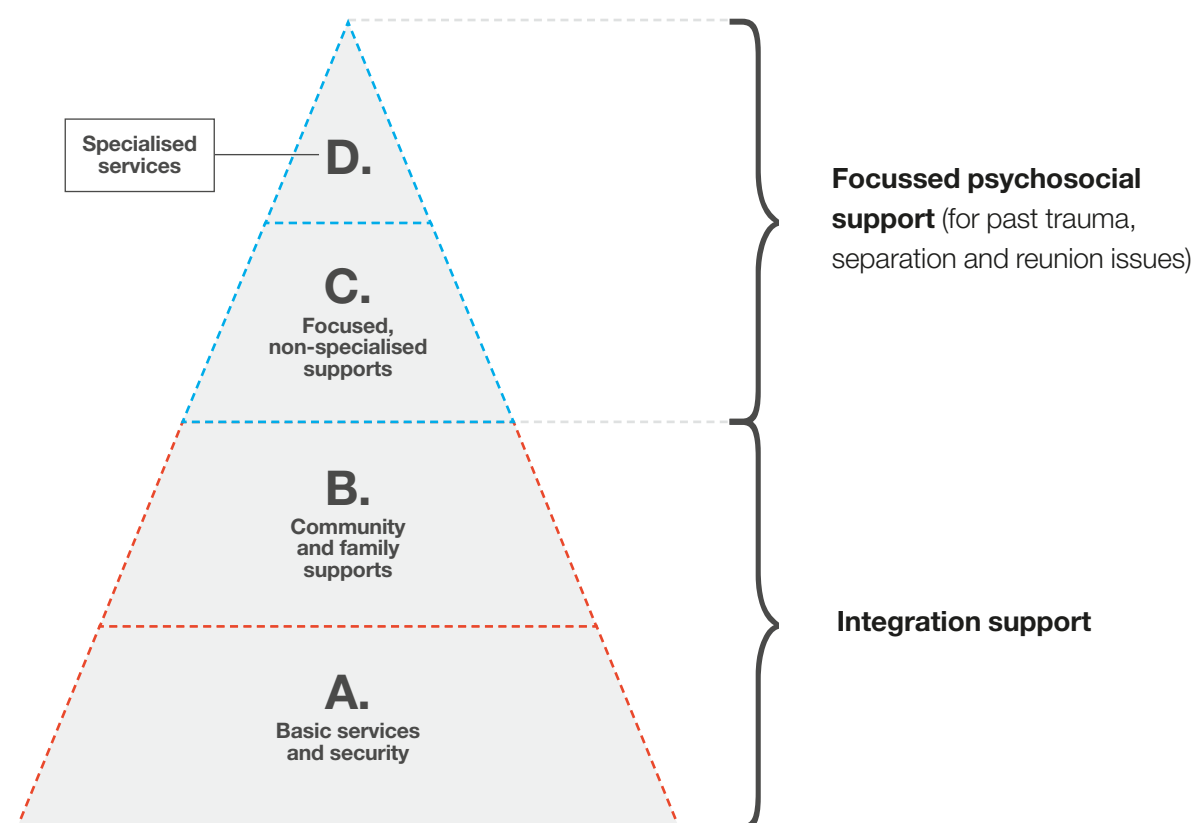 Specialised
services
D.
C.
Focused,
non-specialised
supports
Focussed psychosocial
support (for past trauma,
separation and reunion issues)
B.
Community
and family
supports
A.
Basic services
and security
Integration support